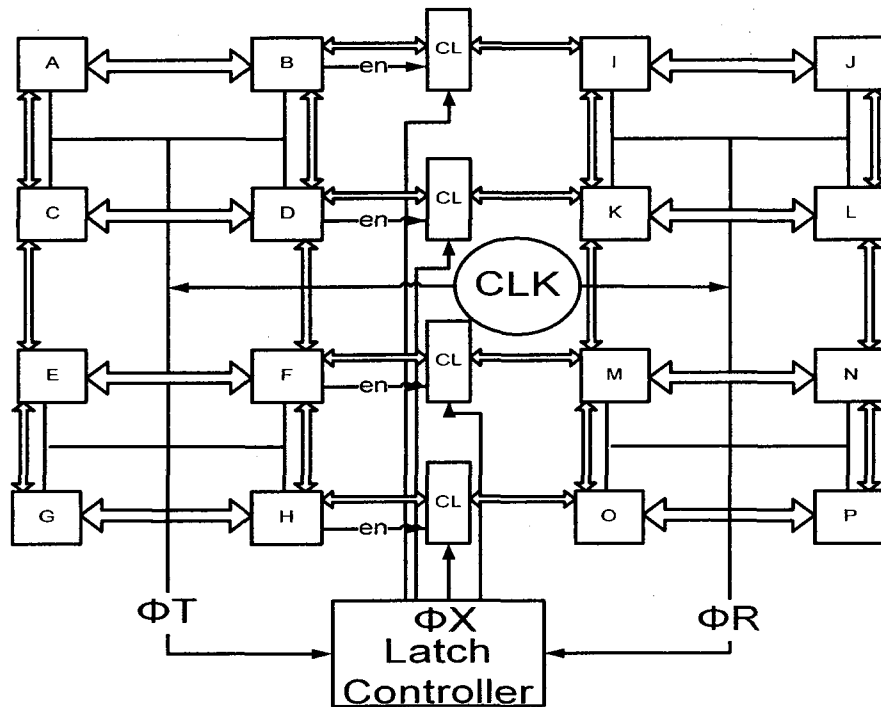 A B CL I J
en
C D CL K L
en
CLK
E F CL M N
en
G H CL O P
en
ΦT ΦX ΦR
Latch
Controller